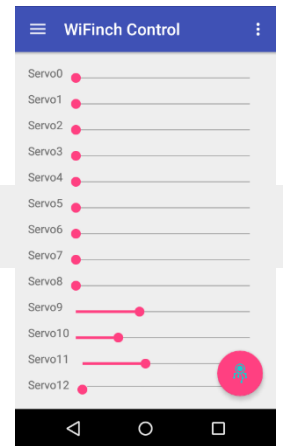 WiFinch Control
Servo0
Servo1
Servo2
Servo3
Servo4
Servo5
Servo6
Servo7
Servo8
Servo9
Servo10
Servo11
Servo12